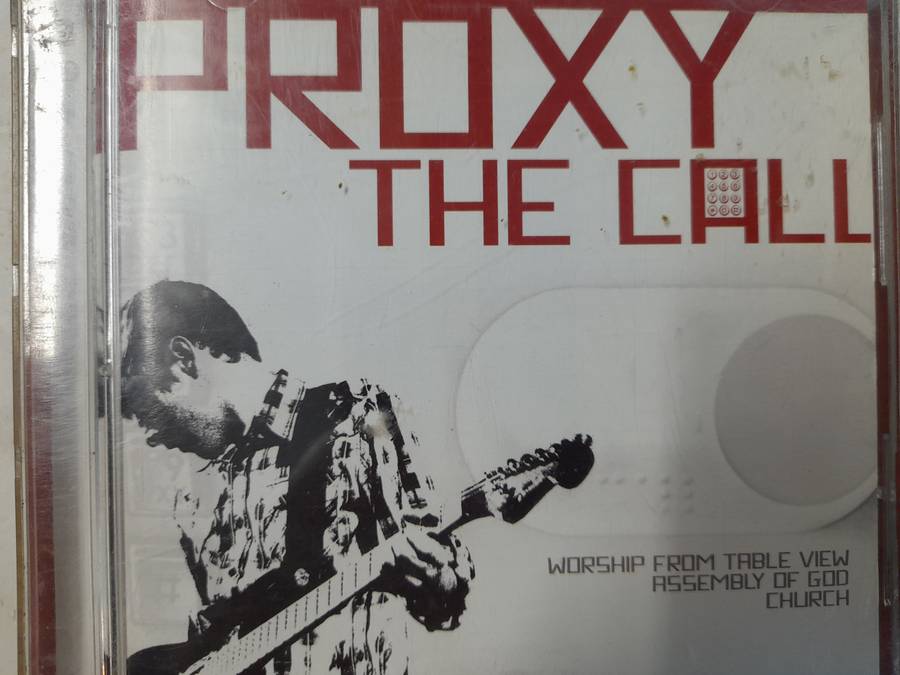 PROXY
THE CALL
WORSHIP FROM TABLE VIEW
ASSEMBLY OF GOD
CHURCH